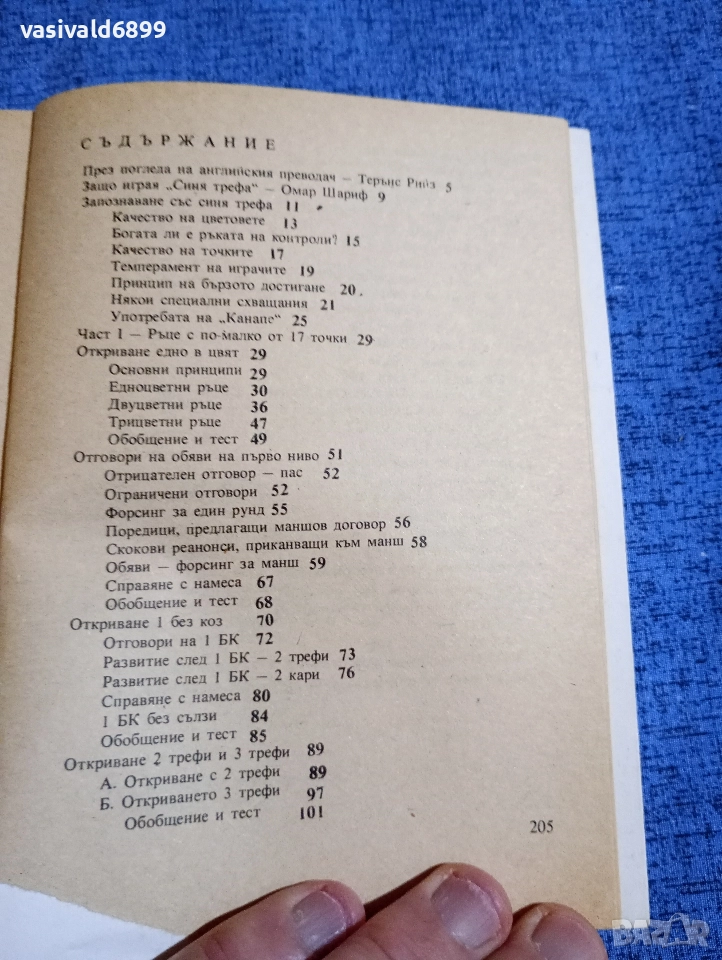 vasivald6899
СЪДЪРЖАНИЕ
През погледа на английския преводач — Терънс Рийз 5
Защо играя „Синя трефа“ — Омар Шариф 9
Запознаване със синя трефа 11
Качество на цветовете 13
Богата ли е ръката на контроли? 15
Качество на точките 17
Темперамент на играчите 19
Принцип на бързото достигане 20
Някои специални схващания 21
Употребата на „Канапе“ 25
Част I — Ръце с по-малко от 17 точки 29
Откриване едно в цвят 29
Основни принципи 29
Едноцветни ръце 30
Двуцветни ръце 36
Трицветни ръце 47
Обобщение и тест 49
Отговори на обяви на първо ниво 51
Отрицателен отговор — пас 52
Ограничени отговори 52
Форсинг за един рунд 55
Поредици, предлагащи маншов договор 56
Скокови реанонси, приканващи към манш 58
Обяви — форсинг за манш 59
Справяне с намеса 67
Обобщение и тест 68
Откриване 1 без коз 70
Отговори на 1 БК 72
Развитие след 1 БК — 2 трефи 73
Развитие след 1 БК — 2 кари 76
Справяне с намеса 80
1 БК без сълзи 84
Обобщение и тест 85
Откриване 2 трефи и 3 трефи 89
А. Откриване с 2 трефи 89
Б. Откриването 3 трефи 97
Обобщение и тест 101
205
BAZAR